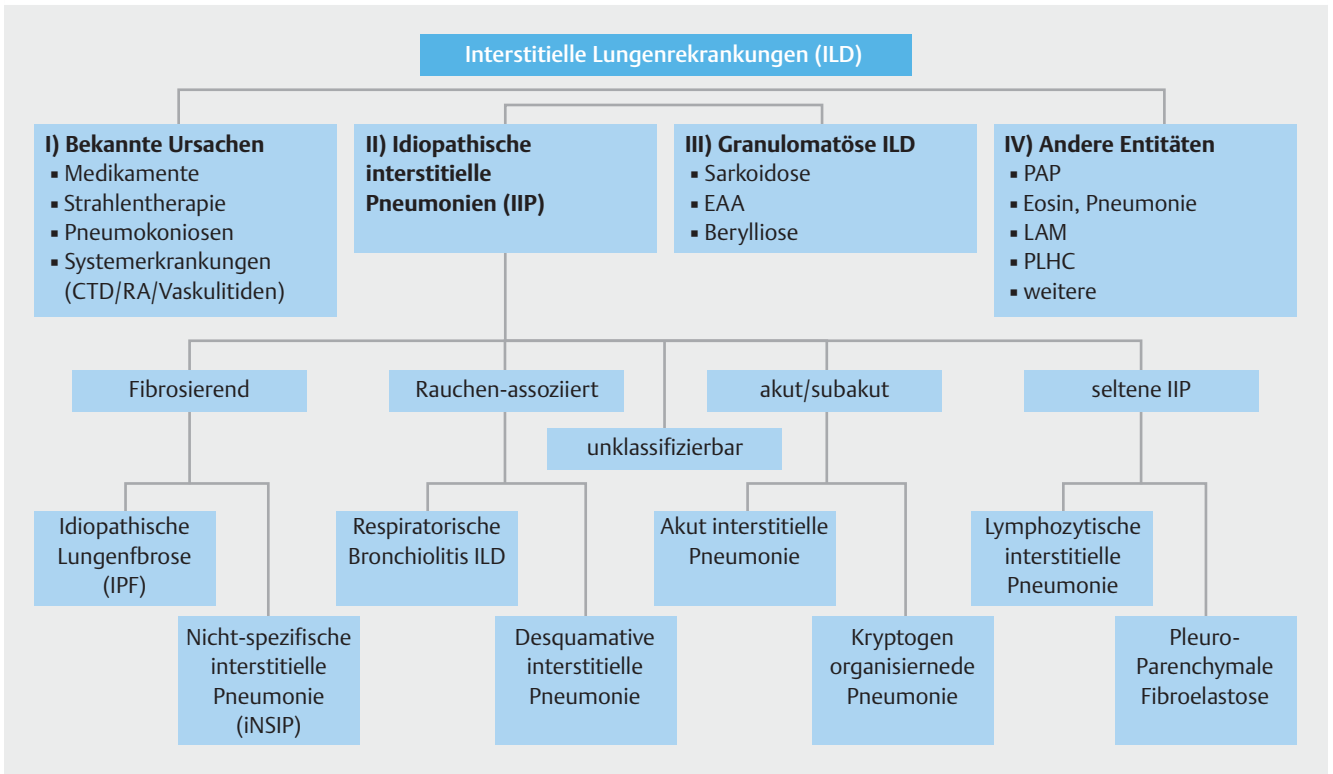 Interstitielle Lungenrekrankungen (ILD)
I) Bekannte Ursachen
▪ Medikamente
▪ Strahlentherapie
▪ Pneumokoniosen
▪ Systemerkrankungen
(CTD/RA/Vaskulitiden)
II) Idiopathische
interstitielle
Pneumonien (IIP)
III) Granulomatöse ILD
▪ Sarkoidose
▪ EAA
▪ Berylliose
IV) Andere Entitäten
▪ PAP
▪ Eosin, Pneumonie
▪ LAM
▪ PLHC
▪ weitere
Fibrosierend
Rauchen-assoziiert
unklassifizierbar
akut/subakut
seltene IIP
Idiopathische
Lungenfbrose
(IPF)
Nicht-spezifische
interstitielle
Pneumonie
(iNSIP)
Respiratorische
Bronchiolitis ILD
Desquamative
interstitielle
Pneumonie
Akut interstitielle
Pneumonie
Kryptogen
organisiernede
Pneumonie
Lymphozytische
interstitielle
Pneumonie
Pleuro-
Parenchymale
Fibroelastose